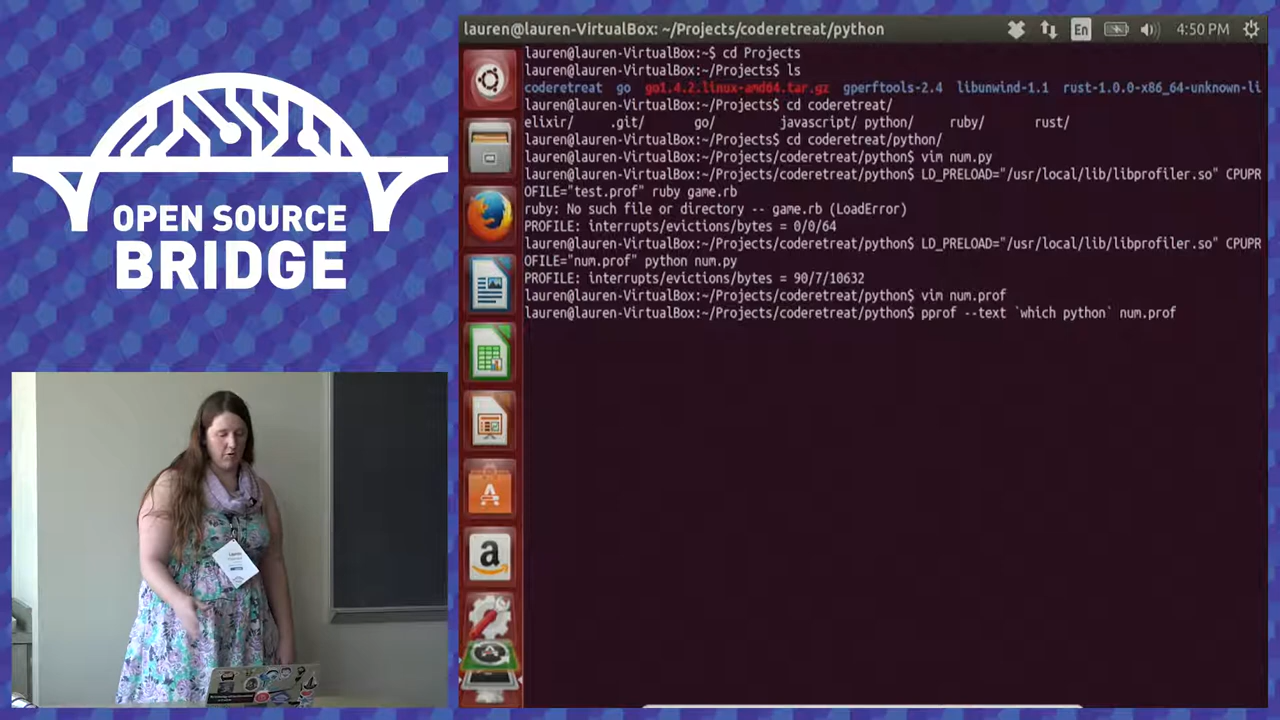 OPEN SOURCE
BRIDGE
Lauren
lauren@lauren-VirtualBox: ~/Projects/coderetreat/python
En
4:50 PM
lauren@lauren-VirtualBox:~$ cd Projects
lauren@lauren-VirtualBox:~/Projects$ ls
coderetreat go go1.4.2.linux-amd64.tar.gz gperftools-2.4 libunwind-1.1 rust-1.0.0-x86_64-unknown-li
lauren@lauren-VirtualBox:~/Projects$ cd coderetreat/
elixir/ .git/ go/ javascript/ python/ ruby/ rust/
lauren@lauren-VirtualBox:~/Projects$ cd coderetreat/python/
lauren@lauren-VirtualBox:~/Projects/coderetreat/python$ vim num.py
lauren@lauren-VirtualBox:~/Projects/coderetreat/python$ LD_PRELOAD="/usr/local/lib/libprofiler.so" CPUPR
OFILE="test.prof" ruby game.rb
ruby: No such file or directory -- game.rb (LoadError)
PROFILE: interrupts/evictions/bytes = 0/0/64
lauren@lauren-VirtualBox:~/Projects/coderetreat/python$ LD_PRELOAD="/usr/local/lib/libprofiler.so" CPUPR
OFILE="num.prof" python num.py
PROFILE: interrupts/evictions/bytes = 90/7/10632
lauren@lauren-VirtualBox:~/Projects/coderetreat/python$ vim num.prof
lauren@lauren-VirtualBox:~/Projects/coderetreat/python$ pprof --text `which python` num.prof